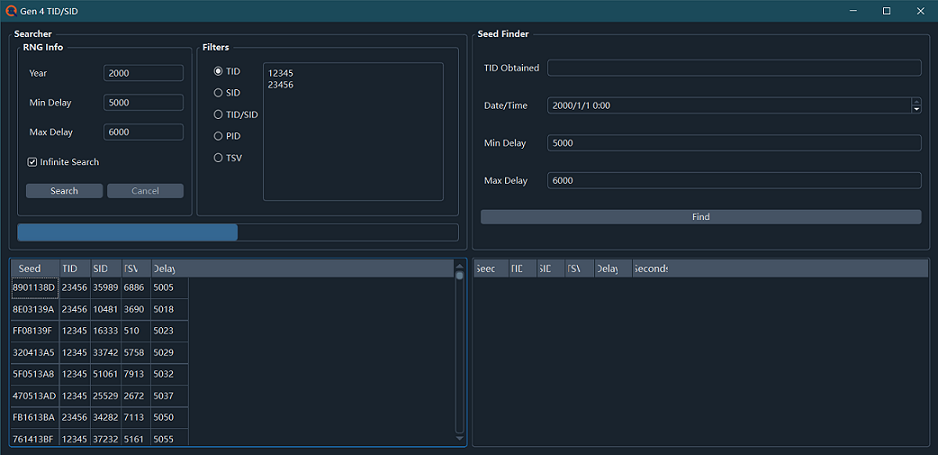 Gen 4 TID/SID
Searcher
RNG Info
Year 2000
Min Delay 5000
Max Delay 6000
Infinite Search
Search Cancel
Filters
TID
SID
TID/SID
PID
TSV
12345
23456
Seed Finder
TID Obtained
Date/Time 2000/1/1 0:00
Min Delay 5000
Max Delay 6000
Find
Seed TID SID TSV Delay
8901138D 23456 35989 6886 5005
8E03139A 23456 10481 3690 5018
FF08139F 12345 16333 510 5023
320413A5 12345 33742 5758 5029
5F0513A8 12345 51061 7913 5032
470513AD 12345 25529 2672 5037
FB1613BA 23456 34282 7113 5050
761413BF 12345 37232 5161 5055
Seed TID SID TSV Delay Seconds